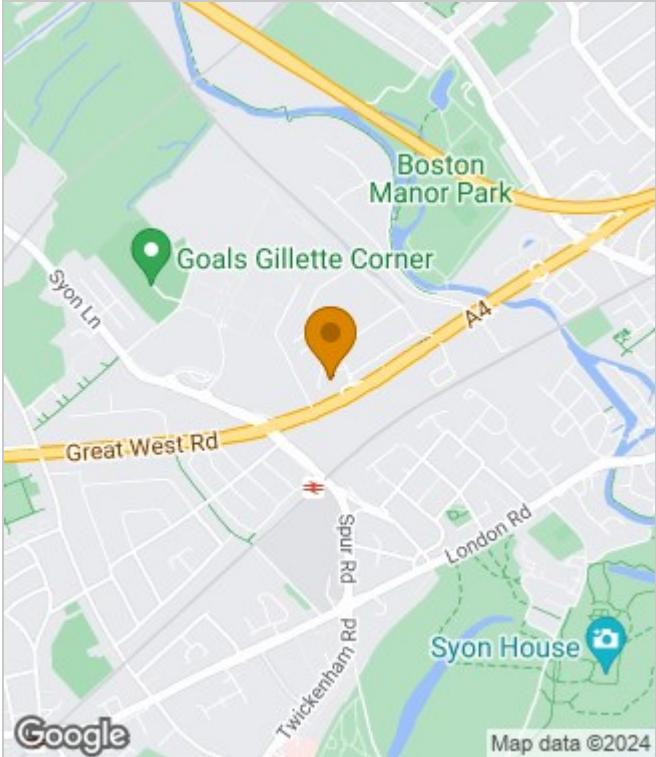 Boston
Manor Park
Goals Gillette Corner
Syon Ln
A4
Great West Rd
Spur Rd
London Rd
Syon House
Twickenham Rd
Google
Map data ©2024